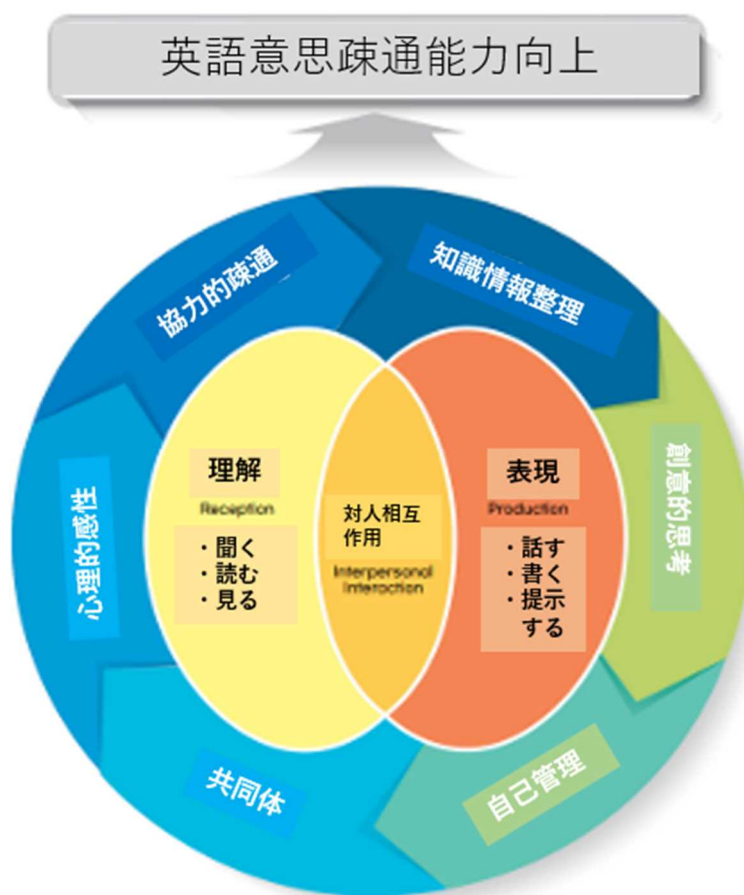 英語意思疎通能力向上
協力的疎通
知識情報整理
創意的思考
自己管理
共同体
心理的感性
理解
Reception
・聞く
・読む
・見る
対人相互
作用
Interpersonal
Interaction
表現
Production
・話す
・書く
・提示
する